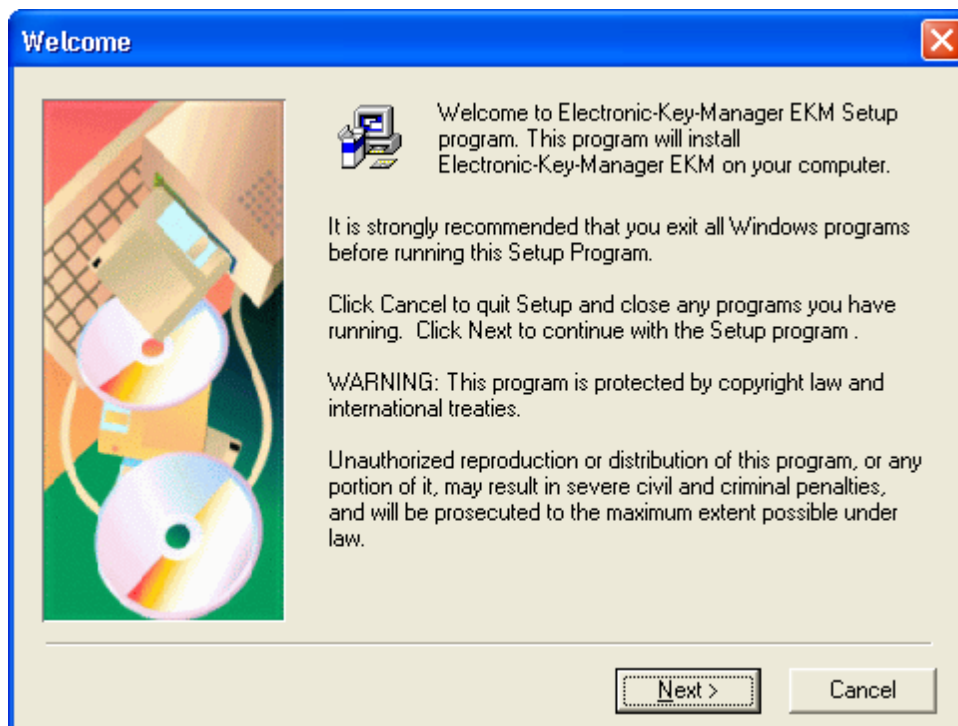 Welcome
Welcome to Electronic-Key-Manager EKM Setup
program. This program will install
Electronic-Key-Manager EKM on your computer.
It is strongly recommended that you exit all Windows programs
before running this Setup Program.
Click Cancel to quit Setup and close any programs you have
running.  Click Next to continue with the Setup program .
WARNING: This program is protected by copyright law and
international treaties.
Unauthorized reproduction or distribution of this program, or any
portion of it, may result in severe civil and criminal penalties,
and will be prosecuted to the maximum extent possible under
law.
Next >
Cancel